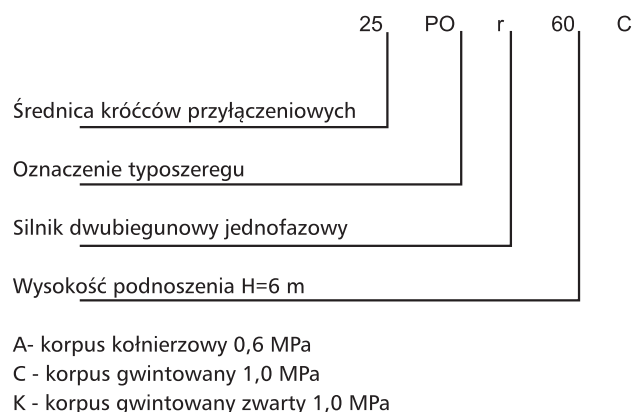 25 PO r 60 C
Średnica króćców przyłączeniowych
Oznaczenie typoszeregu
Silnik dwubiegunowy jednofazowy
Wysokość podnoszenia H=6 m
A- korpus kołnierzowy 0,6 MPa
C - korpus gwintowany 1,0 MPa
K - korpus gwintowany zwarty 1,0 MPa